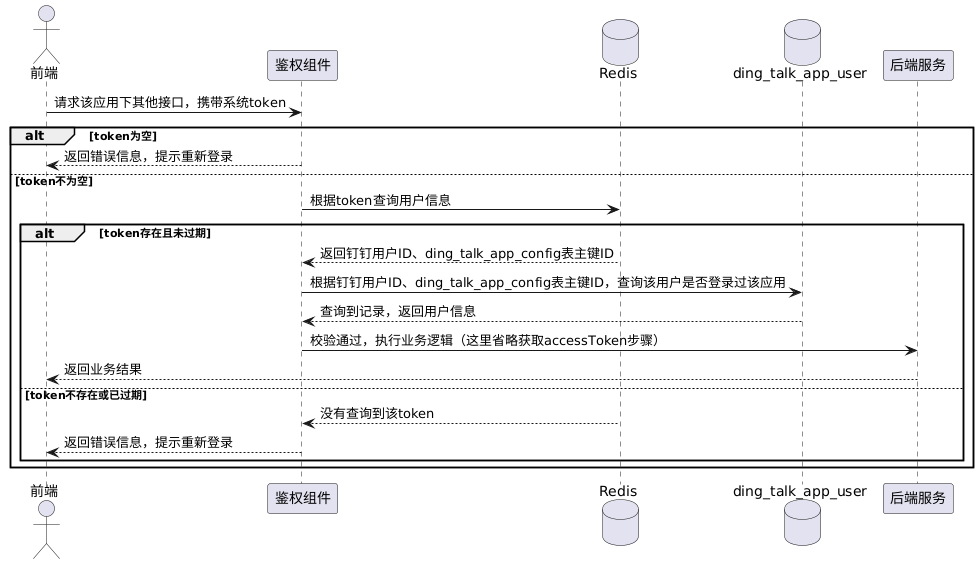 前端
鉴权组件
Redis
ding_talk_app_user
后端服务
请求该应用下其他接口，携带系统token
alt [token为空]
返回错误信息，提示重新登录
[token不为空]
根据token查询用户信息
alt [token存在且未过期]
返回钉钉用户ID、ding_talk_app_config表主键ID
根据钉钉用户ID、ding_talk_app_config表主键ID，查询该用户是否登录过该应用
查询到记录，返回用户信息
校验通过，执行业务逻辑（这里省略获取accessToken步骤）
返回业务结果
[token不存在或已过期]
没有查询到该token
返回错误信息，提示重新登录
前端
鉴权组件
Redis
ding_talk_app_user
后端服务